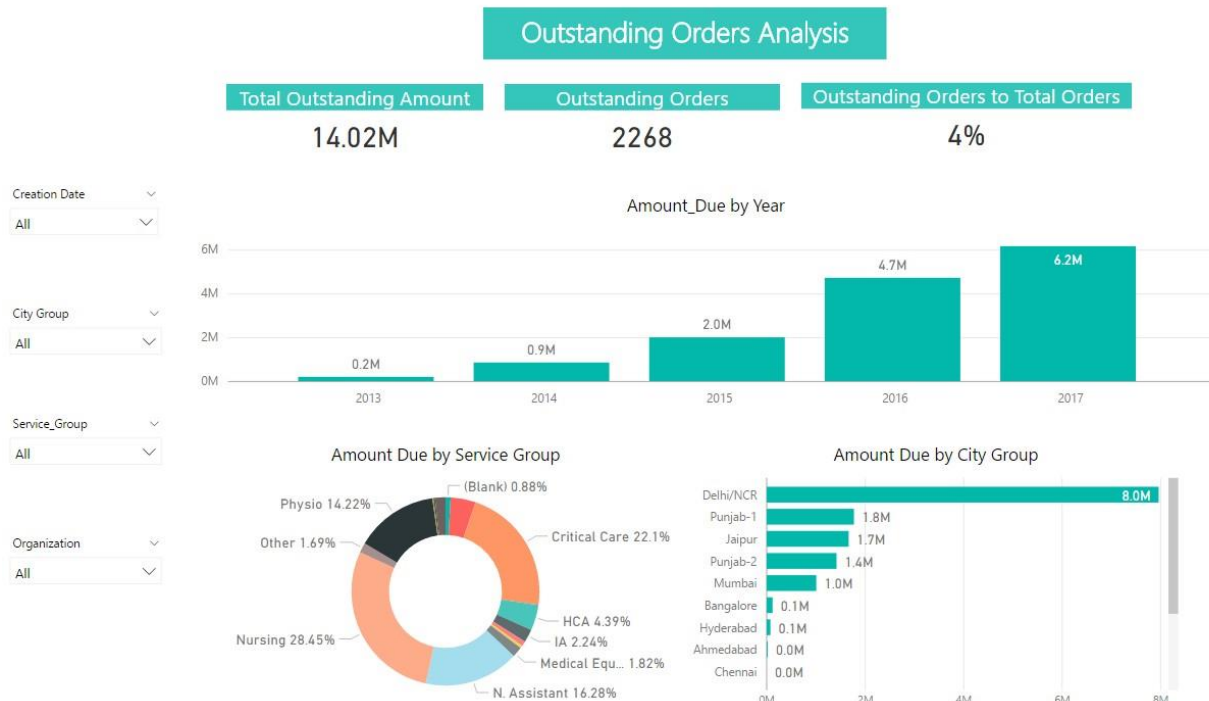 Outstanding Orders Analysis
Total Outstanding Amount
14.02M
Outstanding Orders
2268
Outstanding Orders to Total Orders
4%
Creation Date
All
City Group
All
Service_Group
All
Organization
All
Amount_Due by Year
6M
4M
2M
0M
0.2M
0.9M
2.0M
4.7M
6.2M
2013
2014
2015
2016
2017
Amount Due by Service Group
(Blank) 0.88%
Critical Care 22.1%
HCA 4.39%
IA 2.24%
Medical Equ... 1.82%
N. Assistant 16.28%
Nursing 28.45%
Other 1.69%
Physio 14.22%
Amount Due by City Group
Delhi/NCR 8.0M
Punjab-1 1.8M
Jaipur 1.7M
Punjab-2 1.4M
Mumbai 1.0M
Bangalore 0.1M
Hyderabad 0.1M
Ahmedabad 0.0M
Chennai 0.0M
0M 2M 4M 6M 8M